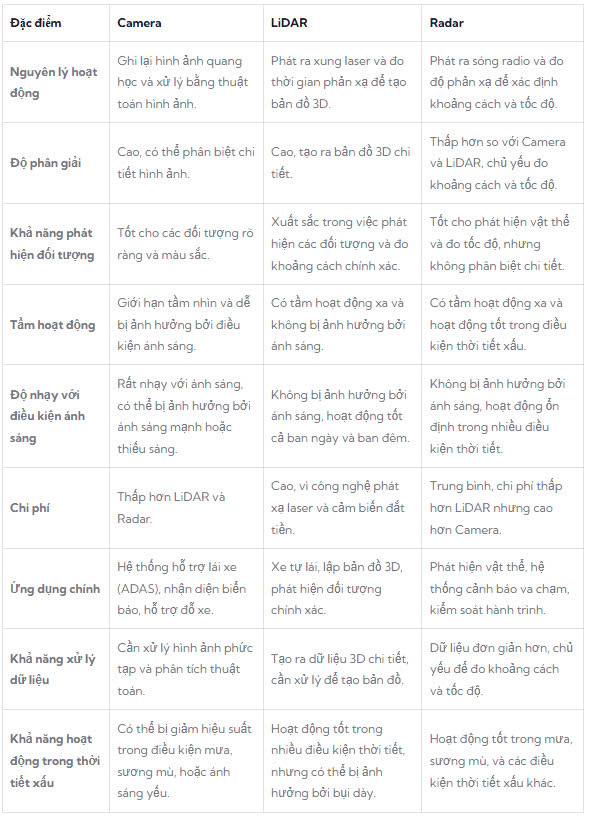 Đặc điểm
Camera
LiDAR
Radar
Nguyên lý hoạt
động
Ghi lại hình ảnh quang
học và xử lý bằng thuật
toán hình ảnh.
Phát ra xung laser và đo
thời gian phản xạ để tạo
bản đồ 3D.
Phát ra sóng radio và đo
độ phản xạ để xác định
khoảng cách và tốc độ.
Độ phân giải
Cao, có thể phân biệt chi
tiết hình ảnh.
Cao, tạo ra bản đồ 3D chi
tiết.
Thấp hơn so với Camera
và LiDAR, chủ yếu đo
khoảng cách và tốc độ.
Khả năng phát
hiện đối tượng
Tốt cho các đối tượng rõ
ràng và màu sắc.
Xuất sắc trong việc phát
hiện các đối tượng và đo
khoảng cách chính xác.
Tốt cho phát hiện vật thể
và đo tốc độ, nhưng
không phân biệt chi tiết.
Tầm hoạt động
Giới hạn tầm nhìn và dễ
bị ảnh hưởng bởi điều
kiện ánh sáng.
Có tầm hoạt động xa và
không bị ảnh hưởng bởi
ánh sáng.
Có tầm hoạt động xa và
hoạt động tốt trong điều
kiện thời tiết xấu.
Độ nhạy với
điều kiện ánh
sáng
Rất nhạy với ánh sáng,
có thể bị ảnh hưởng bởi
ánh sáng mạnh hoặc
thiếu sáng.
Không bị ảnh hưởng bởi
ánh sáng, hoạt động tốt
cả ban ngày và ban đêm.
Không bị ảnh hưởng bởi
ánh sáng, hoạt động ổn
định trong nhiều điều
kiện thời tiết.
Chi phí
Thấp hơn LiDAR và
Radar.
Cao, vì công nghệ phát
xạ laser và cảm biến đắt
tiền.
Trung bình, chi phí thấp
hơn LiDAR nhưng cao
hơn Camera.
Ứng dụng chính
Hệ thống hỗ trợ lái xe
(ADAS), nhận diện biển
báo, hỗ trợ đỗ xe.
Xe tự lái, lập bản đồ 3D,
phát hiện đối tượng
chính xác.
Phát hiện vật thể, hệ
thống cảnh báo va chạm,
kiểm soát hành trình.
Khả năng xử lý
dữ liệu
Cần xử lý hình ảnh phức
tạp và phân tích thuật
toán.
Tạo ra dữ liệu 3D chi tiết,
cần xử lý để tạo bản đồ.
Dữ liệu đơn giản hơn, chủ
yếu để đo khoảng cách
và tốc độ.
Khả năng hoạt
động trong thời
tiết xấu
Có thể bị giảm hiệu suất
trong điều kiện mưa,
sương mù, hoặc ánh
sáng yếu.
Hoạt động tốt trong
nhiều điều kiện thời tiết,
nhưng có thể bị ảnh
hưởng bởi bụi dày.
Hoạt động tốt trong mưa,
sương mù, và các điều
kiện thời tiết xấu khác.